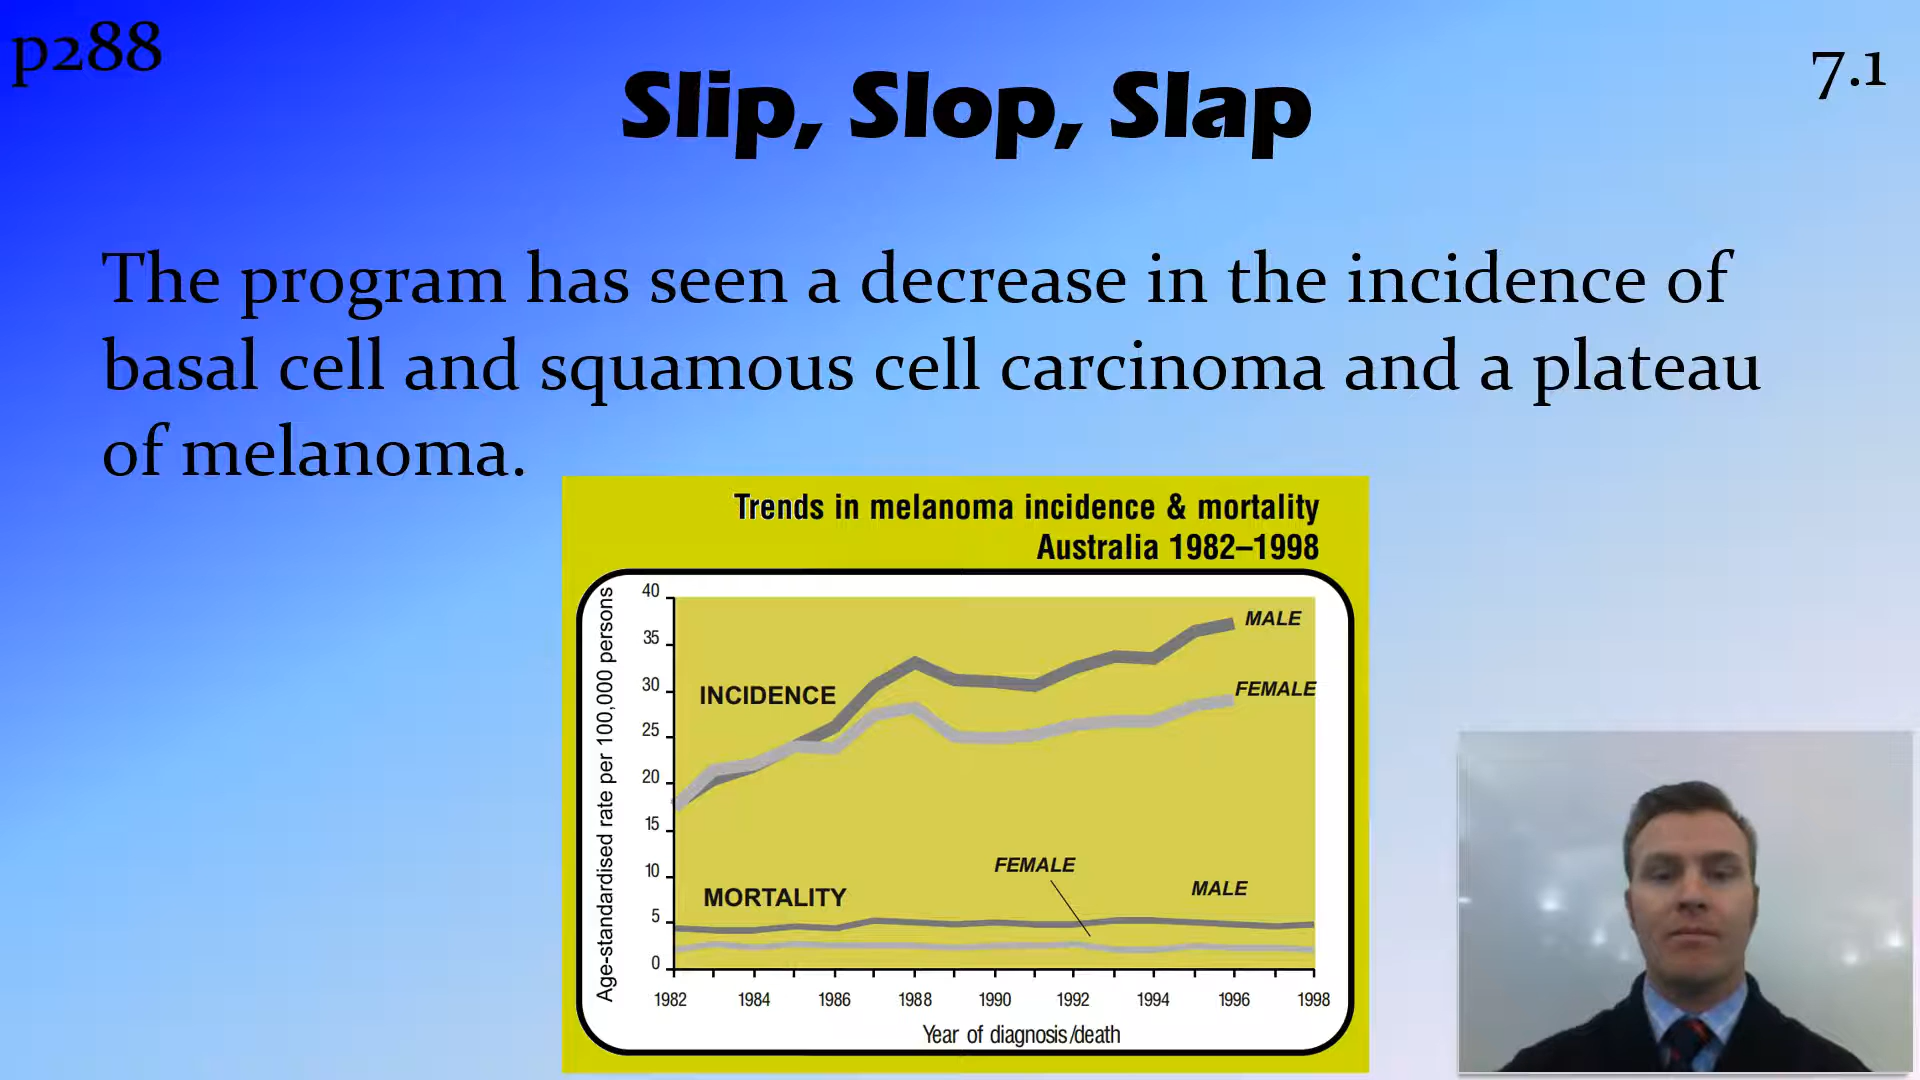 p288
7.1
Slip, Slop, Slap
The program has seen a decrease in the incidence of
basal cell and squamous cell carcinoma and a plateau
of melanoma.
Trends in melanoma incidence & mortality
Australia 1982–1998
Age-standardised rate per 100,000 persons
40
35
30
25
20
15
10
5
0
INCIDENCE
MALE
FEMALE
MORTALITY
FEMALE
MALE
1982 1984 1986 1988 1990 1992 1994 1996 1998
Year of diagnosis/death